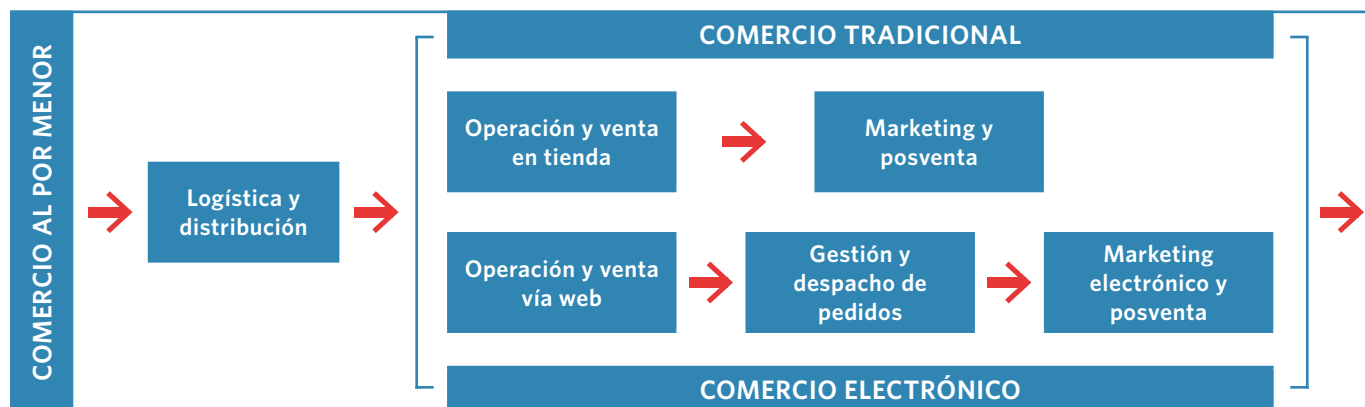 COMERCIO AL POR MENOR
Logística y
distribución
COMERCIO TRADICIONAL
Operación y venta
en tienda
Marketing y
posventa
Operación y venta
vía web
Gestión y
despacho de
pedidos
Marketing
electrónico y
posventa
COMERCIO ELECTRÓNICO